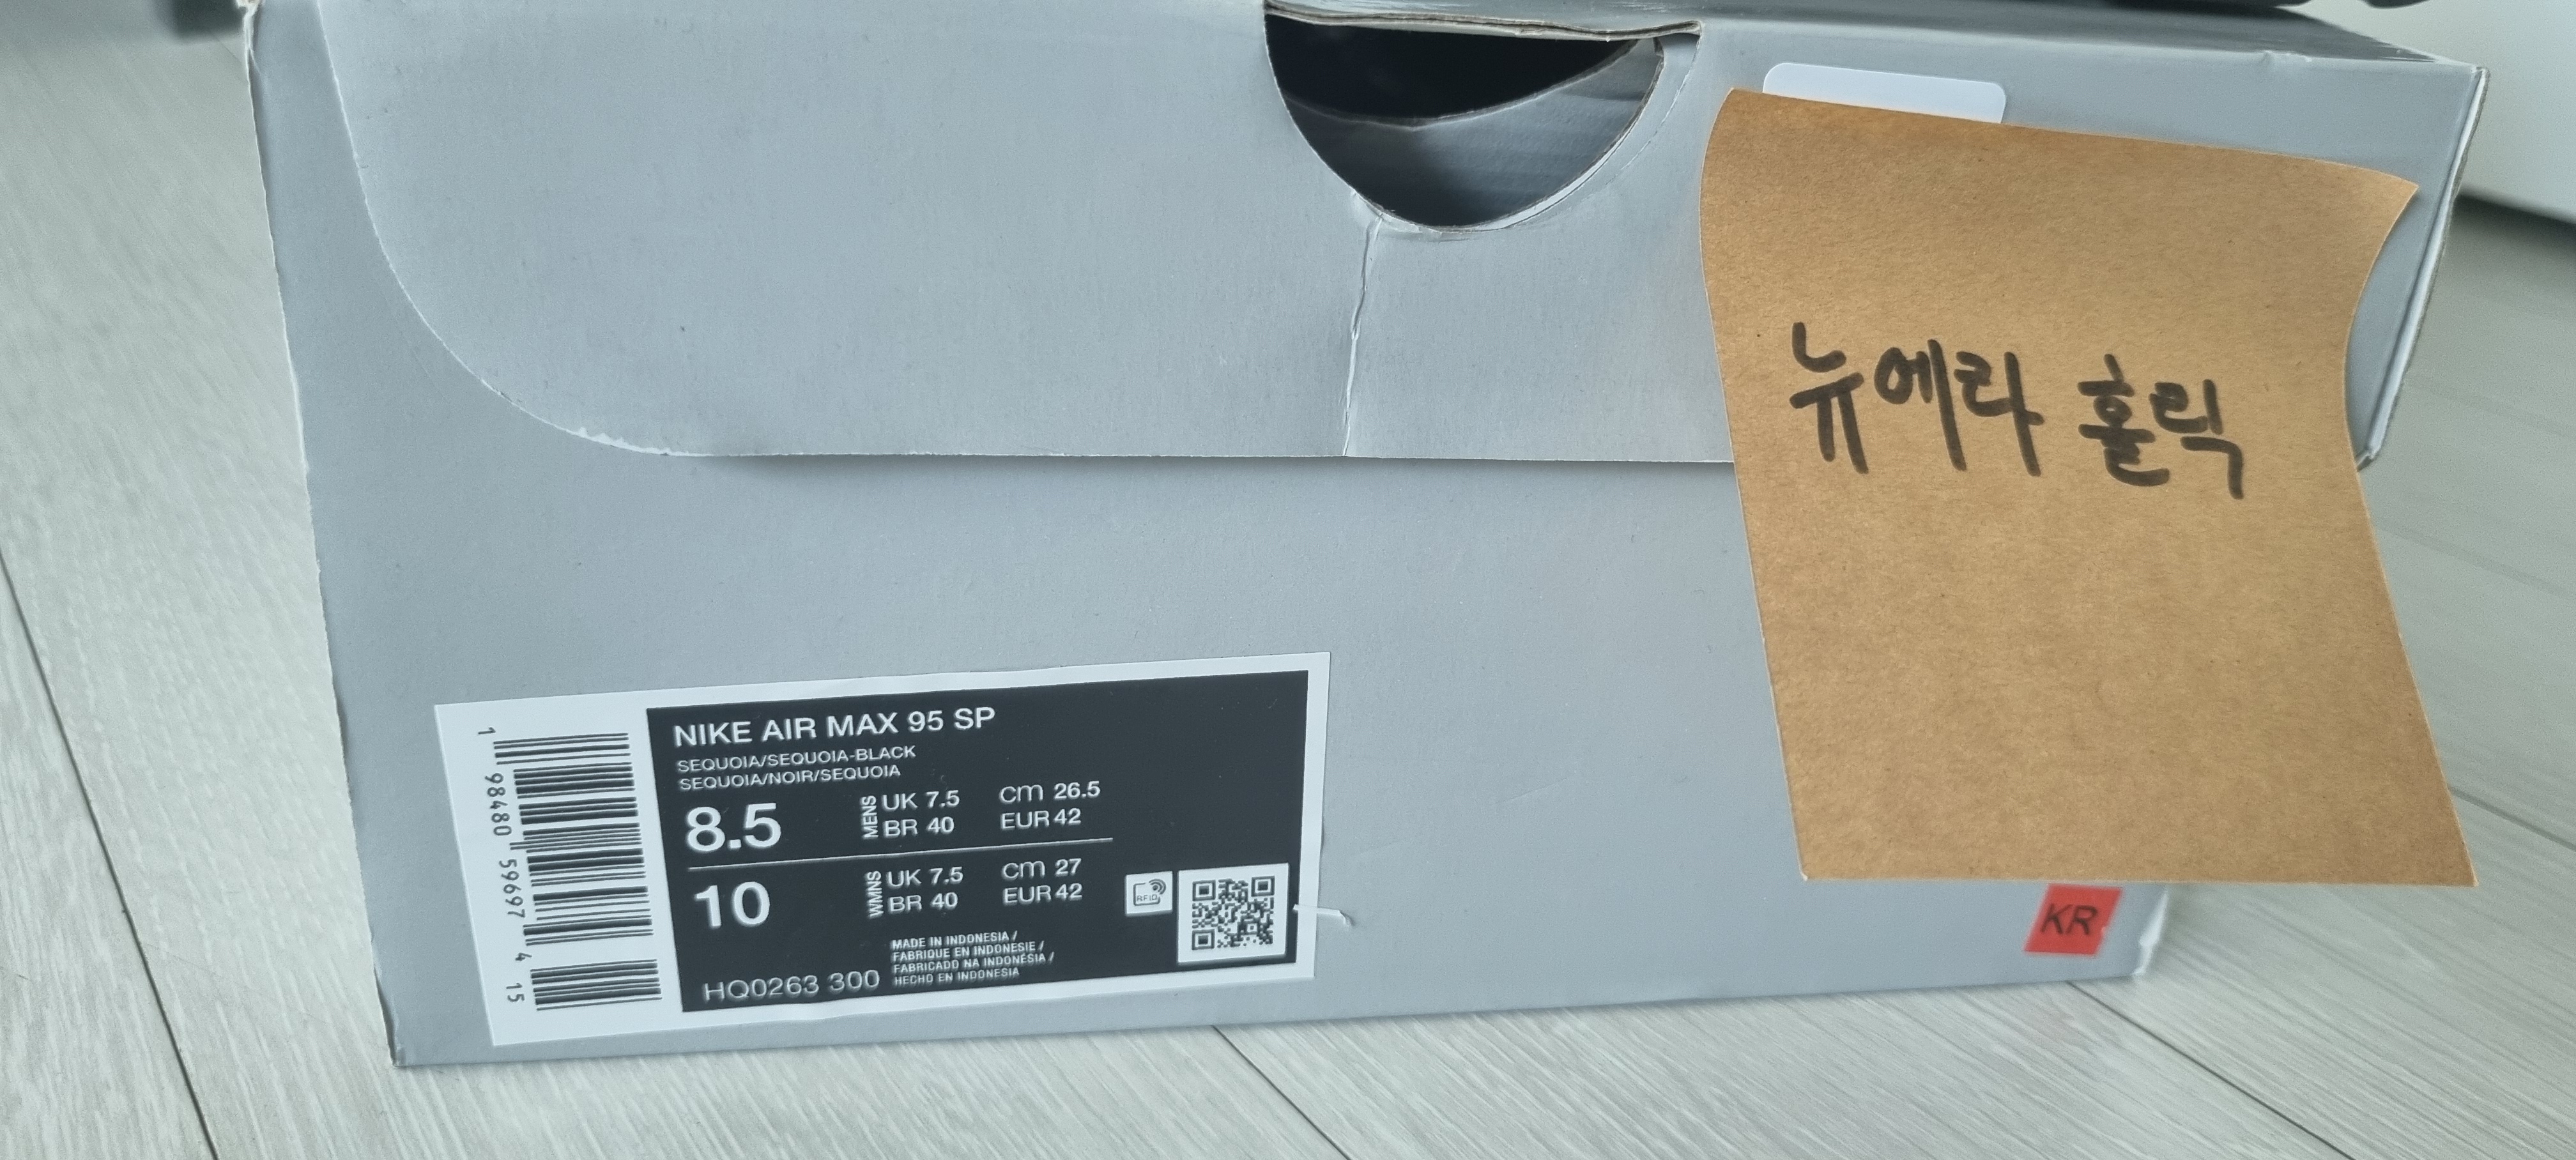 뉴에라 홀릭
NIKE AIR MAX 95 SP
SEQUOIA/SEQUOIA-BLACK
SEQUOIA/NOIR/SEQUOIA
8.5 MENS UK 7.5 cm 26.5
BR 40 EUR 42
10 WMNS UK 7.5 cm 27
BR 40 EUR 42
MADE IN INDONESIA /
FABRIQUE EN INDONESIE /
FABRICADO NA INDONÉSIA /
HECHO EN INDONESIA
HQ0263 300
RFID
1 98480 59697 4 15
KR